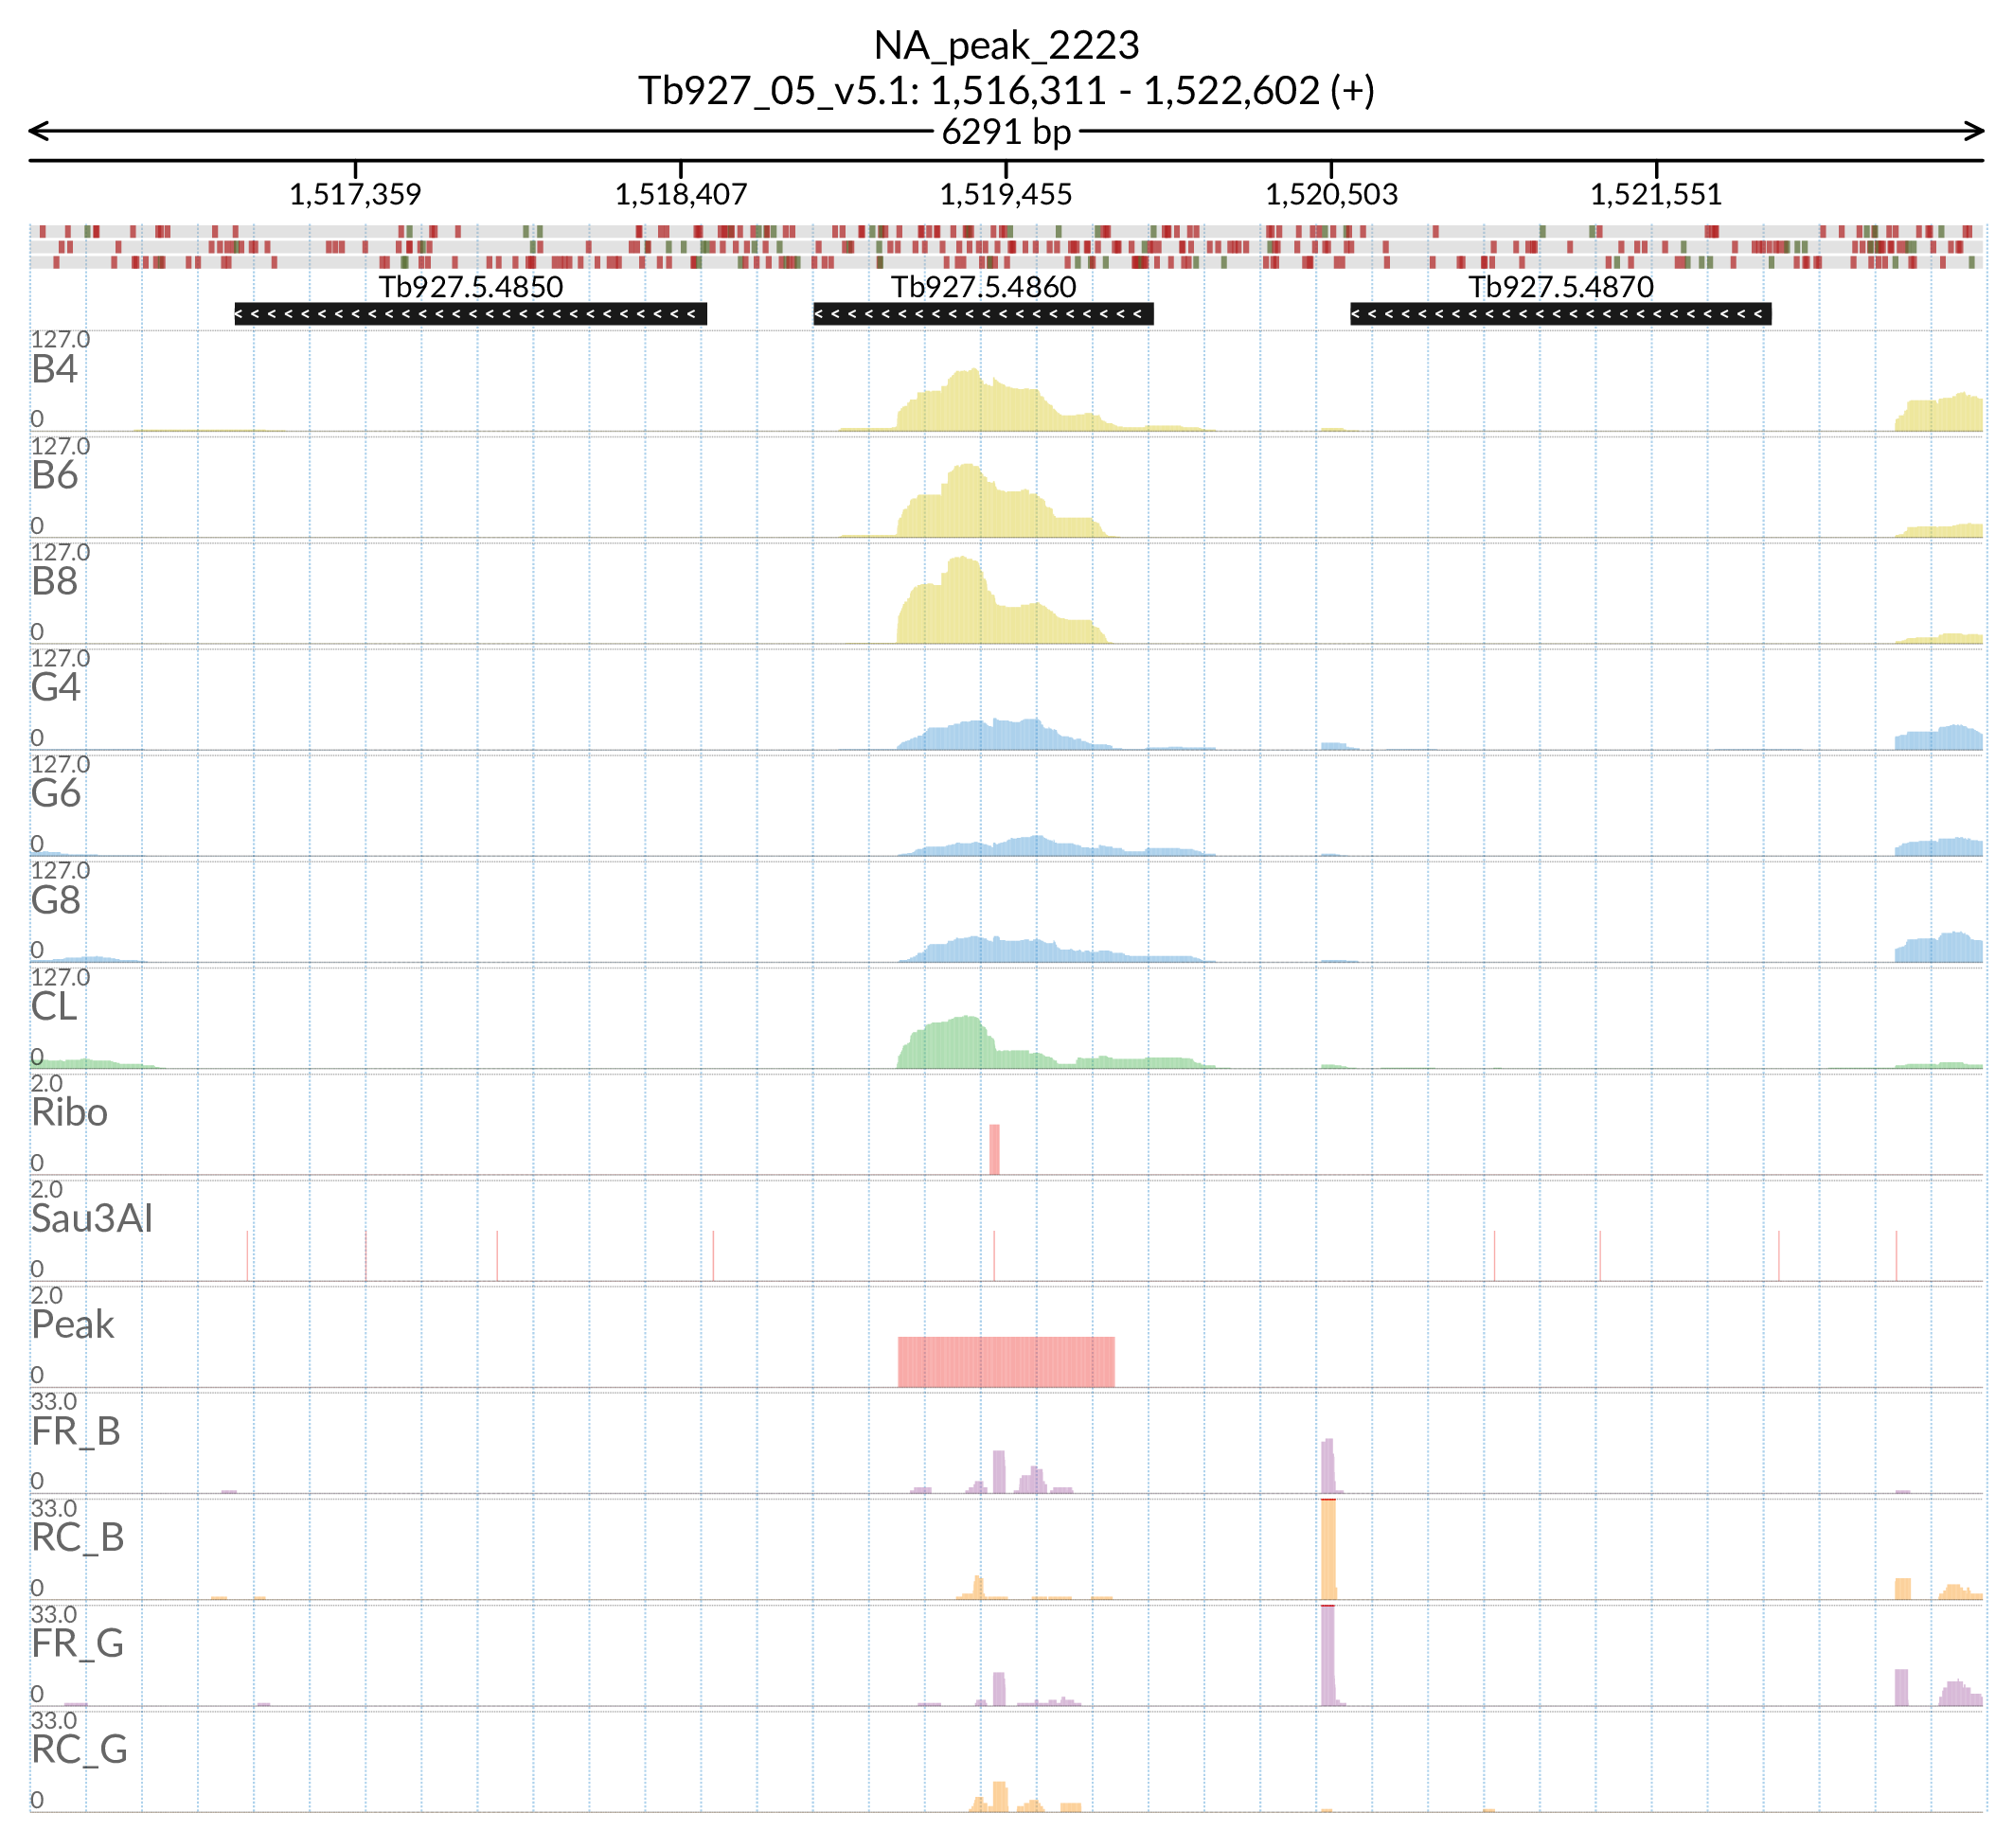 NA_peak_2223
Tb927_05_v5.1: 1,516,311 - 1,522,602 (+)
6291 bp
1,517,359 1,518,407 1,519,455 1,520,503 1,521,551
Tb927.5.4850 Tb927.5.4860 Tb927.5.4870
127.0
B4
0
127.0
B6
0
127.0
B8
0
127.0
G4
0
127.0
G6
0
127.0
G8
0
127.0
CL
0
2.0
Ribo
0
2.0
Sau3AI
0
2.0
Peak
0
33.0
FR_B
0
33.0
RC_B
0
33.0
FR_G
0
33.0
RC_G
0